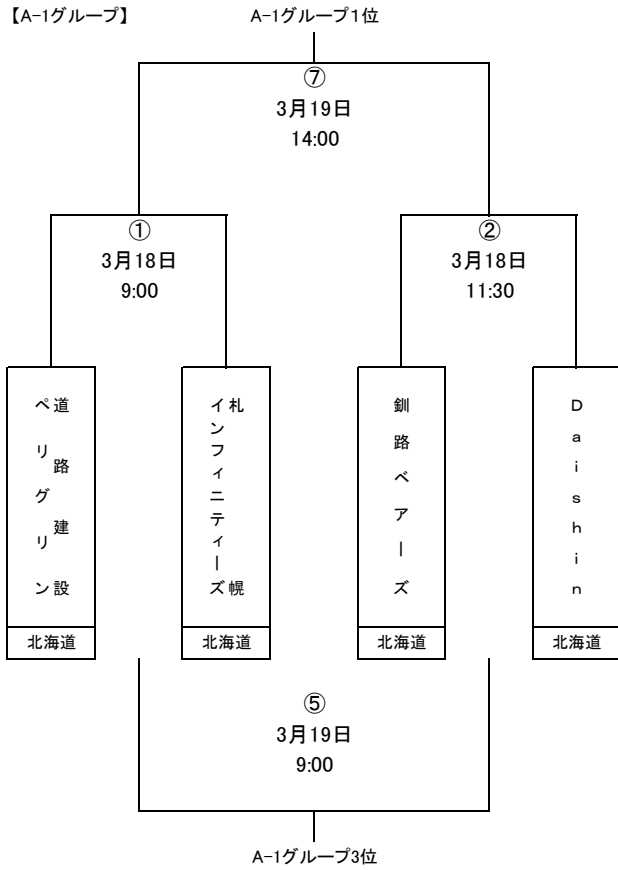 【A-1グループ】
A-1グループ1位
⑦
3月19日
14:00
①
3月18日
9:00
②
3月18日
11:30
道路建設
ペリグリン
札幌
インフィニティーズ
釧路ベアーズ
Daishin
北海道
北海道
北海道
北海道
⑤
3月19日
9:00
A-1グループ3位